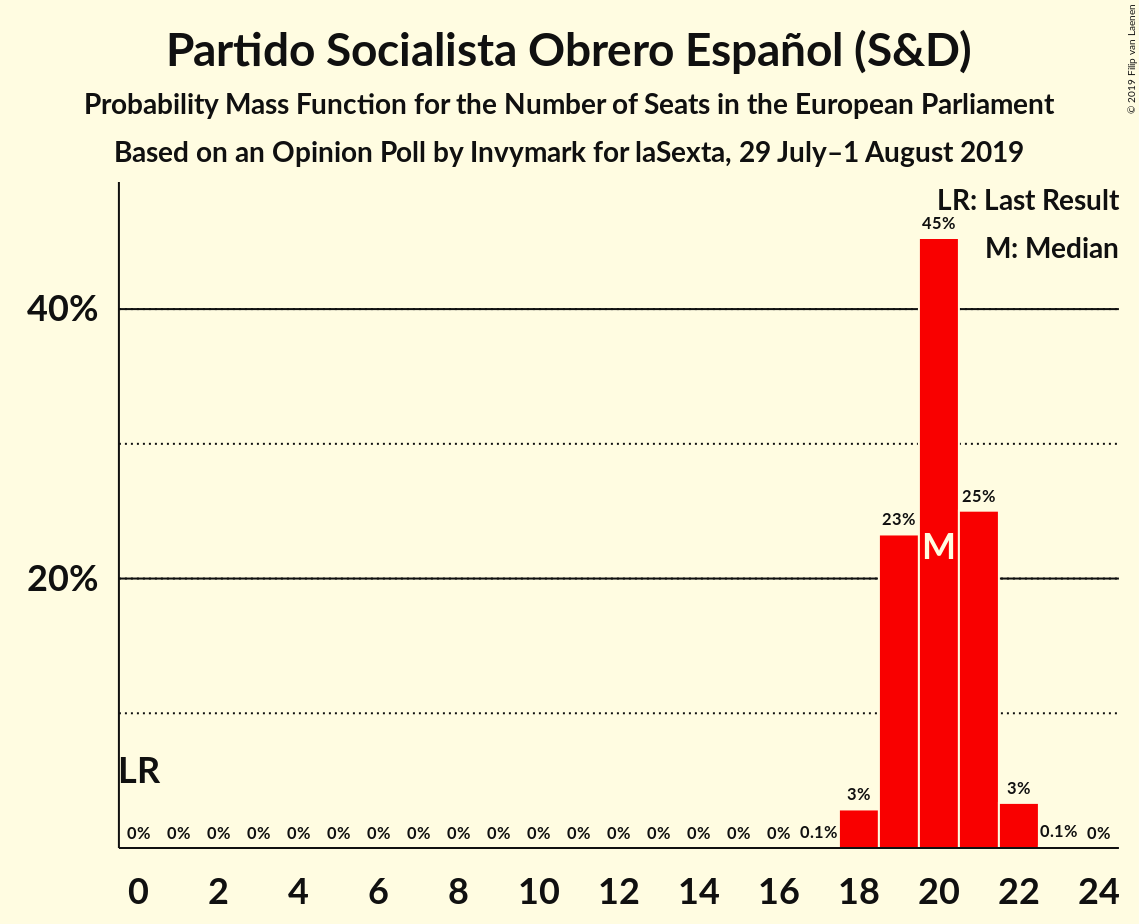 Partido Socialista Obrero Español (S&D)
Probability Mass Function for the Number of Seats in the European Parliament
Based on an Opinion Poll by Invymark for laSexta, 29 July–1 August 2019
© 2019 Filip van Laenen
LR: Last Result
M: Median
45%
40%
25%
23%
M
20%
LR
3%
3%
0% 0% 0% 0% 0% 0% 0% 0% 0% 0% 0% 0% 0% 0% 0% 0% 0% 0.1% 0.1% 0%
0 2 4 6 8 10 12 14 16 18 20 22 24